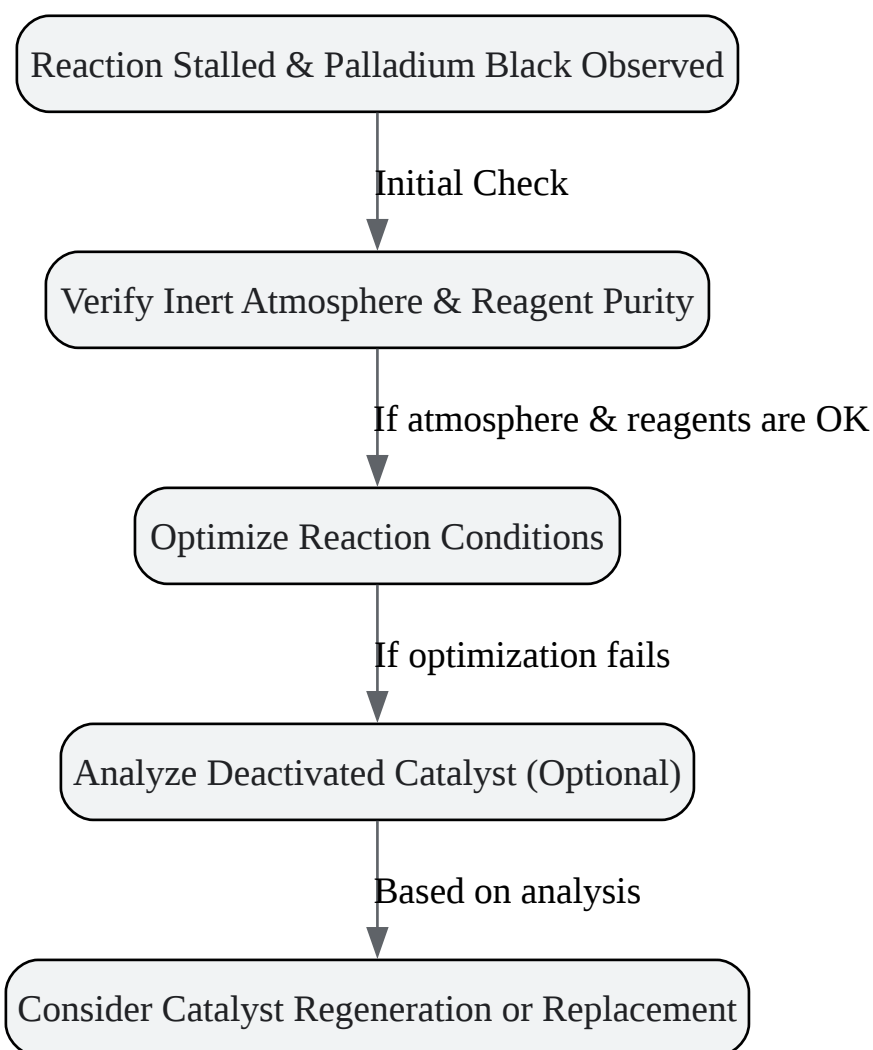 Reaction Stalled & Palladium Black Observed
Initial Check
Verify Inert Atmosphere & Reagent Purity
If atmosphere & reagents are OK
Optimize Reaction Conditions
If optimization fails
Analyze Deactivated Catalyst (Optional)
Based on analysis
Consider Catalyst Regeneration or Replacement